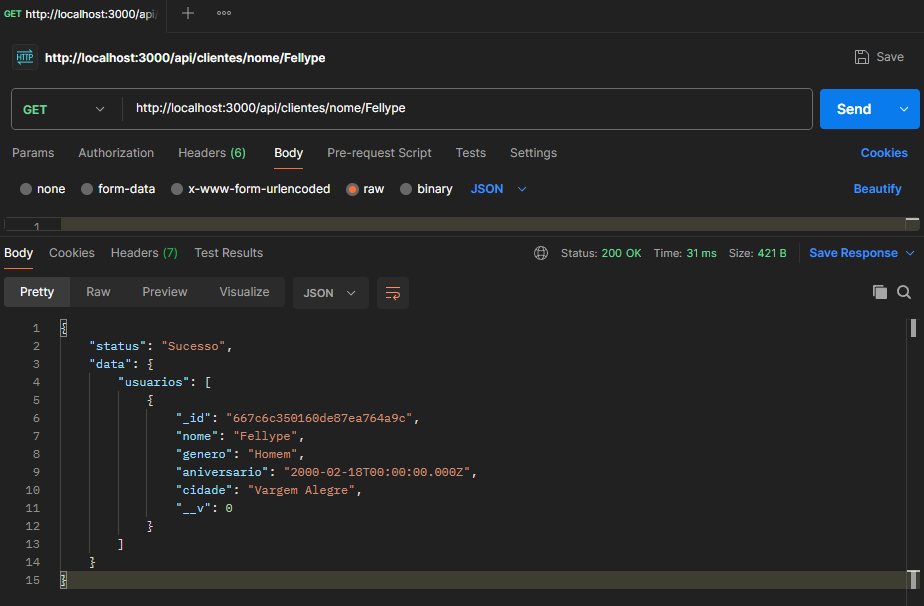 GET http://localhost:3000/api/
HTTP http://localhost:3000/api/clientes/nome/Fellype Save
GET http://localhost:3000/api/clientes/nome/Fellype Send
Params Authorization Headers (6) Body Pre-request Script Tests Settings Cookies
none form-data x-www-form-urlencoded raw binary JSON Beautify
1
Body Cookies Headers (7) Test Results Status: 200 OK Time: 31 ms Size: 421 B Save Response
Pretty Raw Preview Visualize JSON
1 {
2 "status": "Sucesso",
3 "data": {
4 "usuarios": [
5 {
6 "_id": "667c6c350160de87ea764a9c",
7 "nome": "Fellype",
8 "genero": "Homem",
9 "aniversario": "2000-02-18T00:00:00.000Z",
10 "cidade": "Vargem Alegre",
11 "__v": 0
12 }
13 ]
14 }
15 }